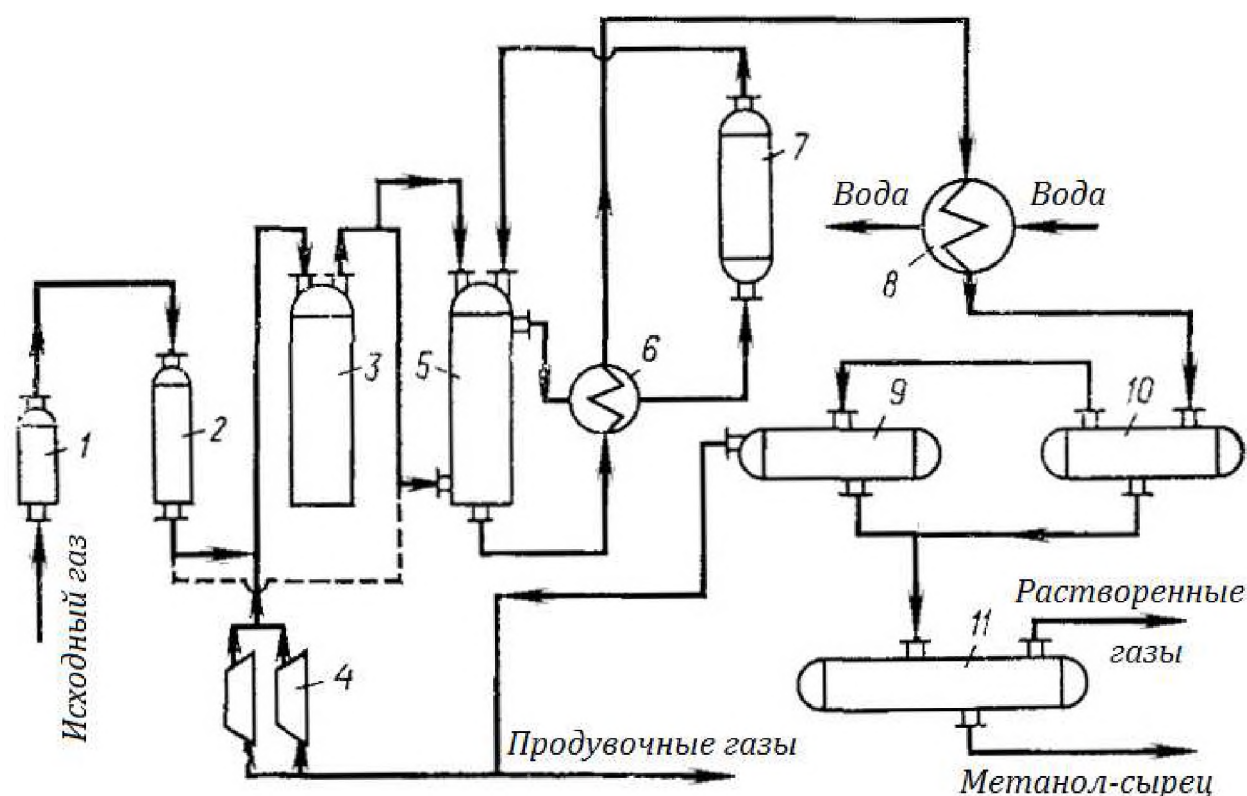 7
Вода
Вода
8
6
3
5
9
10
2
1
Исходный газ
Растворенные
газы
11
4
Продувочные газы
Метанол-сырец